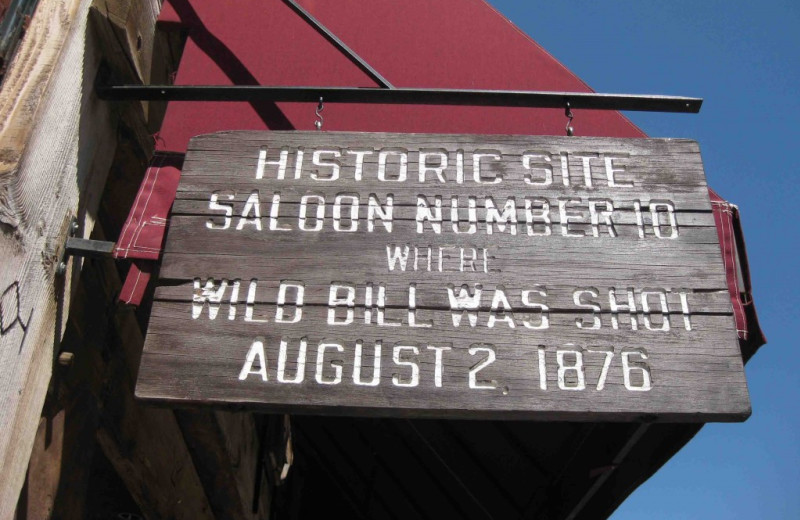 HISTORIC SITE
SALOON NUMBER 10
WHERE
WILD BILL WAS SHOT
AUGUST 2, 1876